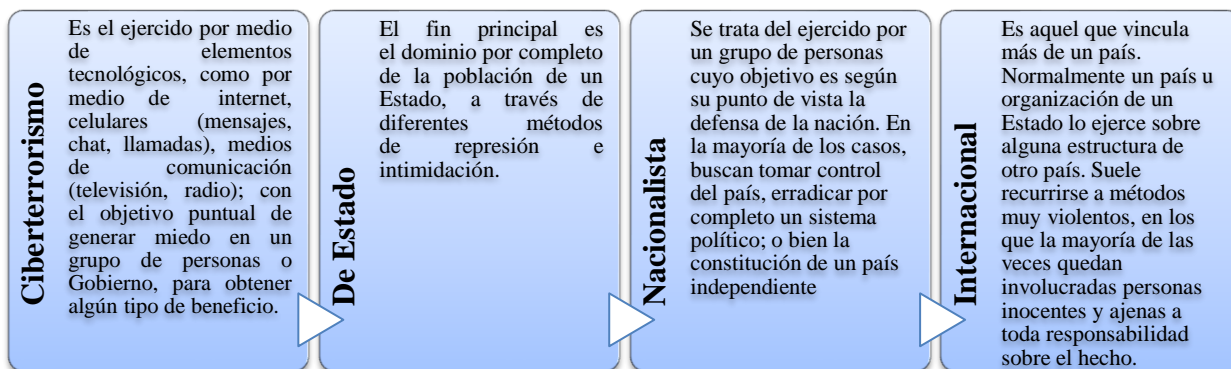 Ciberterrorismo
Es el ejercido por medio
de elementos
tecnológicos, como por
medio de internet,
celulares (mensajes,
chat, llamadas), medios
de comunicación
(televisión, radio); con
el objetivo puntual de
generar miedo en un
grupo de personas o
Gobierno, para obtener
algún tipo de beneficio.
De Estado
El fin principal es
el dominio por completo
de la población de un
Estado, a través de
diferentes métodos
de represión e
intimidación.
Nacionalista
Se trata del ejercido por
un grupo de personas
cuyo objetivo es según
su punto de vista la
defensa de la nación. En
la mayoría de los casos,
buscan tomar control
del país, erradicar por
completo un sistema
político; o bien la
constitución de un país
independiente
Internacional
Es aquel que vincula
más de un país.
Normalmente un país u
organización de un
Estado lo ejerce sobre
alguna estructura de
otro país. Suele
recurrirse a métodos
muy violentos, en los
que la mayoría de las
veces quedan
involucradas personas
inocentes y ajenas a
toda responsabilidad
sobre el hecho.